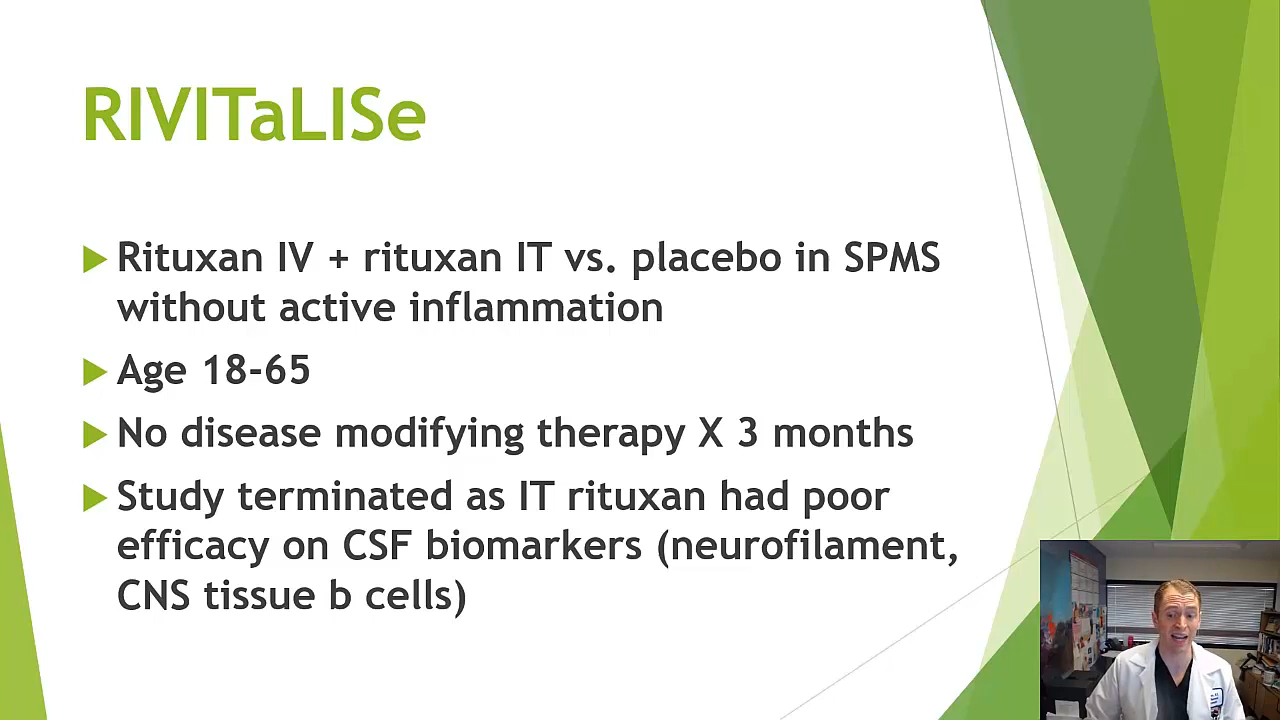 RIVITaLISe
Rituxan IV + rituxan IT vs. placebo in SPMS
without active inflammation
Age 18-65
No disease modifying therapy X 3 months
Study terminated as IT rituxan had poor
efficacy on CSF biomarkers (neurofilament,
CNS tissue b cells)